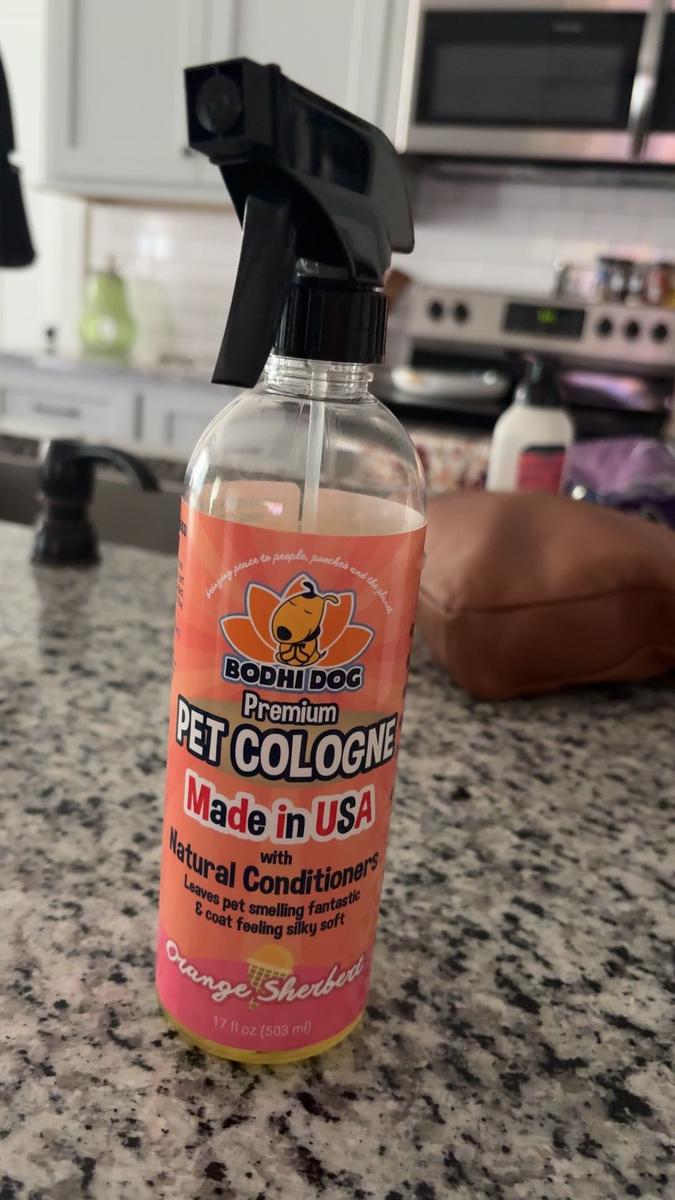 bringing peace to people, pooches and the planet
BODHI DOG
Premium
PET COLOGNE
Made in USA
with
Natural Conditioners
Leaves pet smelling fantastic
& coat feeling silky soft
Orange Sherbert
17 fl oz (503 ml)